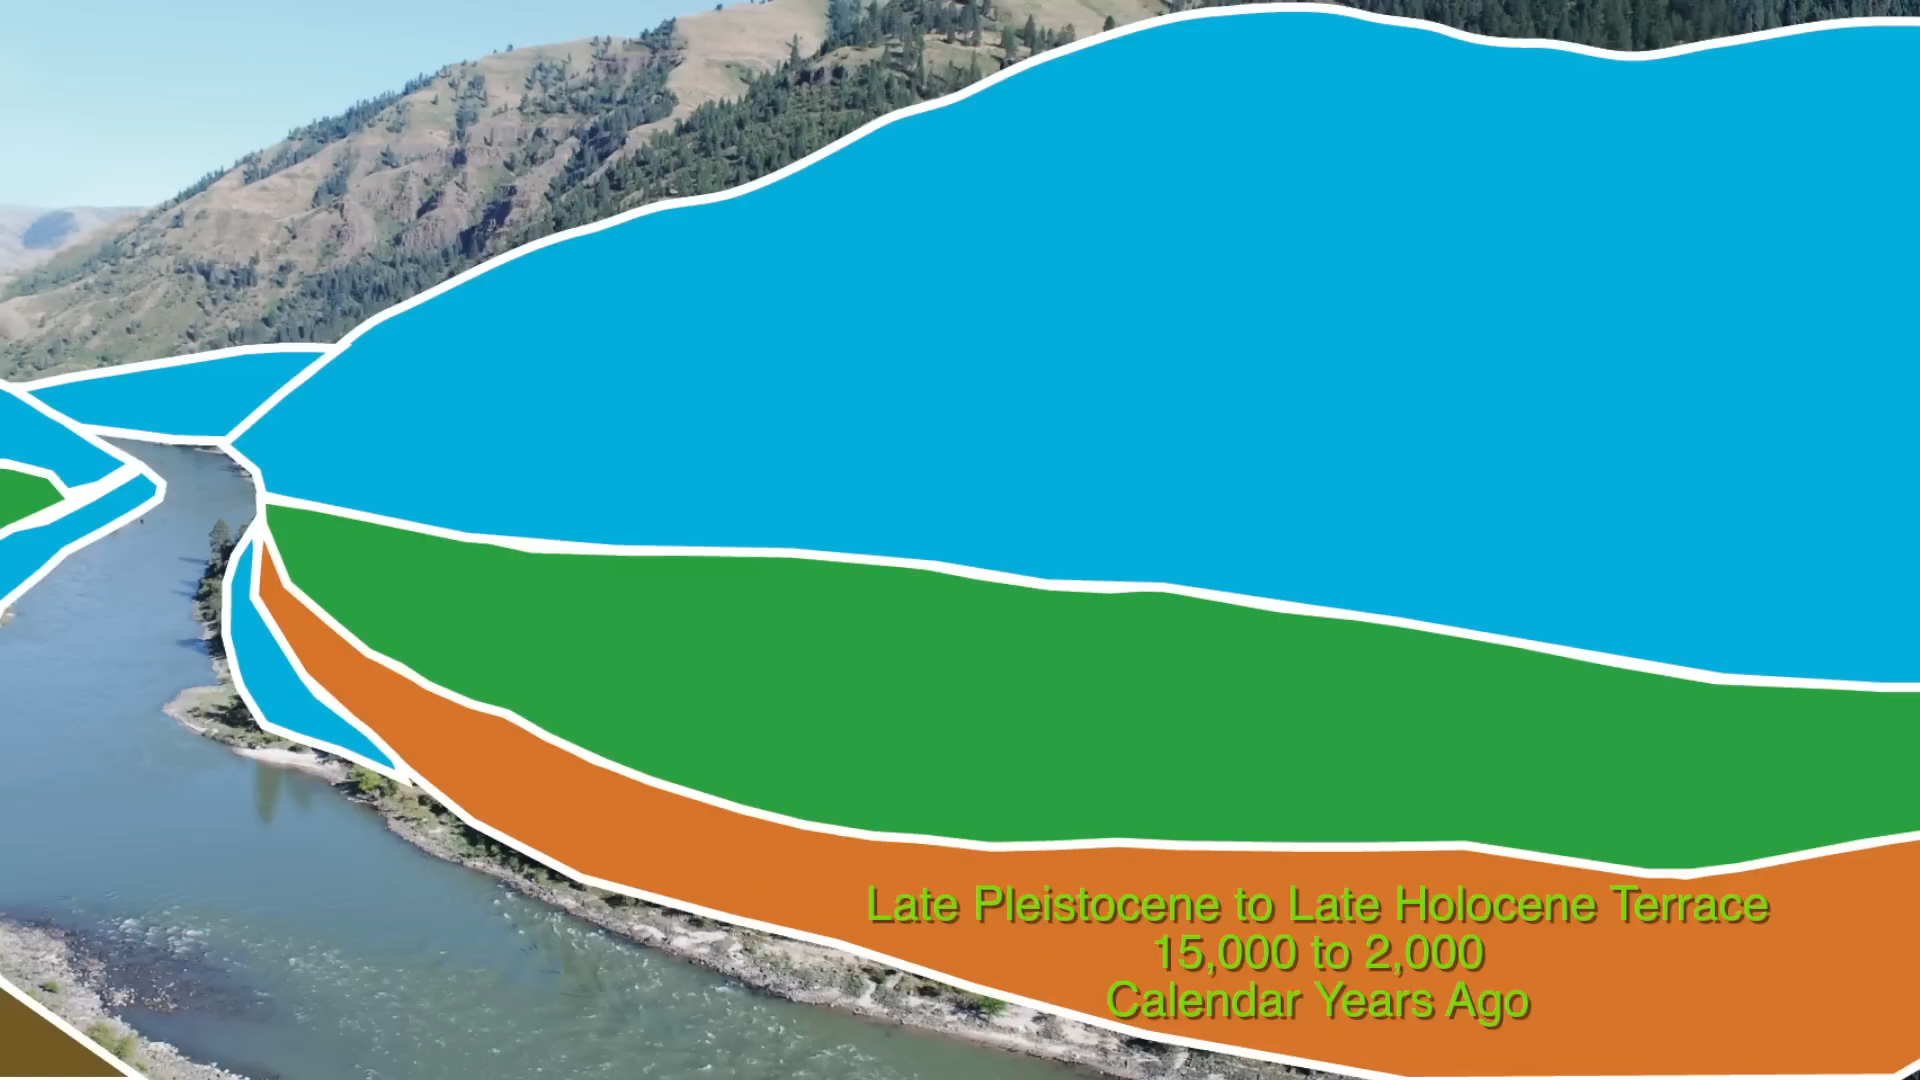 Late Pleistocene to Late Holocene Terrace
15,000 to 2,000
Calendar Years Ago